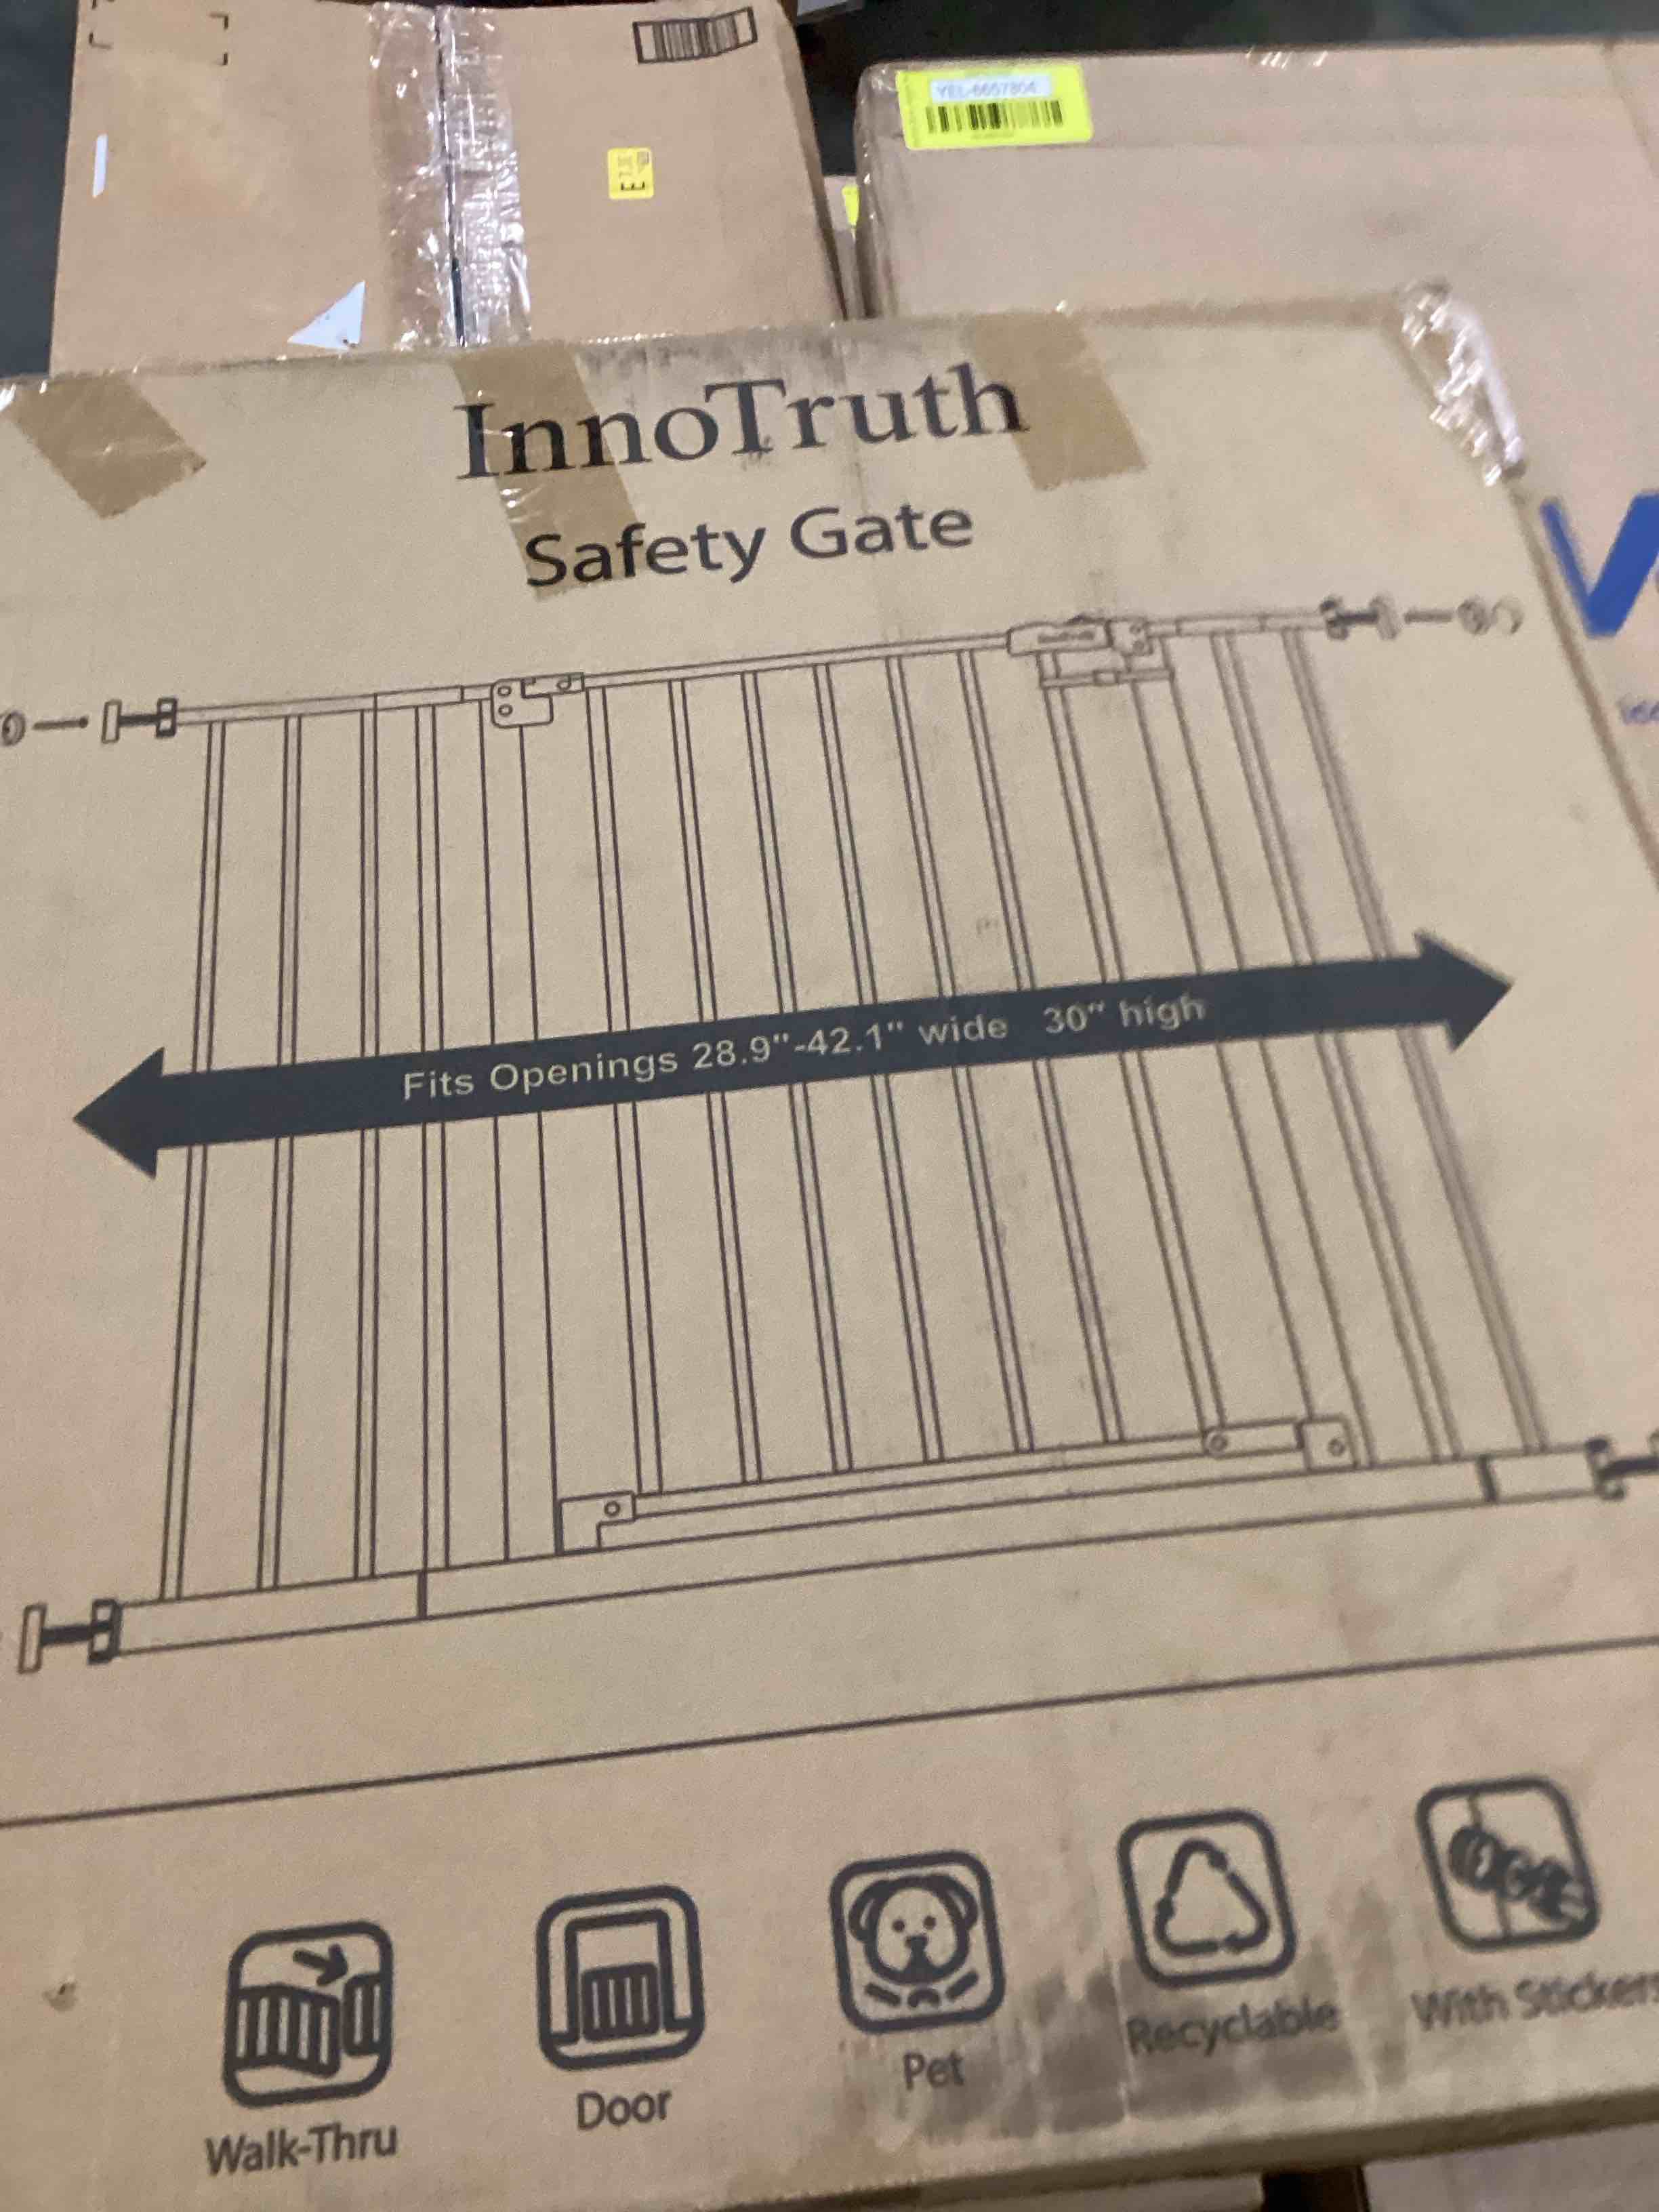 InnoTruth
Safety Gate
Fits Openings 28.9"-42.1" wide 30" high
Walk-Thru
Door
Pet
Recyclable
With Stickers